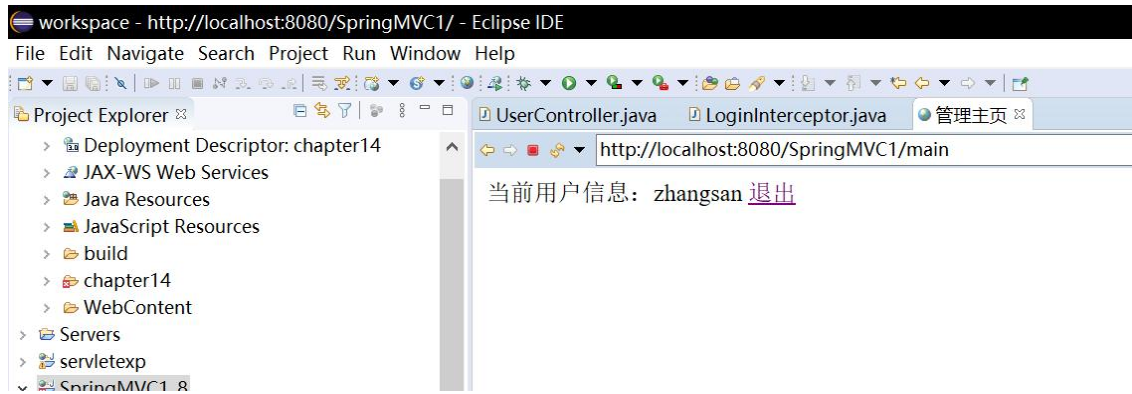 workspace - http://localhost:8080/SpringMVC1/ - Eclipse IDE
File Edit Navigate Search Project Run Window Help
Project Explorer
UserController.java LoginInterceptor.java 管理主页
Deployment Descriptor: chapter14
http://localhost:8080/SpringMVC1/main
JAX-WS Web Services
当前用户信息：zhangsan 退出
Java Resources
JavaScript Resources
build
chapter14
WebContent
Servers
servletexp
SpringMVC1_8